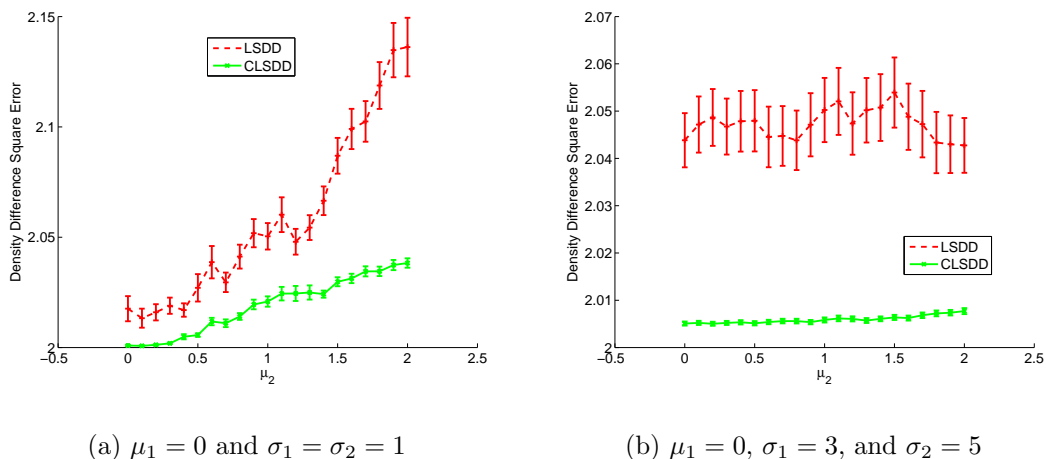 2.15
2.1
2.05
2
−0.5 0 0.5 1 1.5 2 2.5
μ2
Density Difference Square Error
LSDD
CLSDD
(a) μ1 = 0 and σ1 = σ2 = 1
2.07
2.06
2.05
2.04
2.03
2.02
2.01
2
−0.5 0 0.5 1 1.5 2 2.5
μ2
Density Difference Square Error
LSDD
CLSDD
(b) μ1 = 0, σ1 = 3, and σ2 = 5